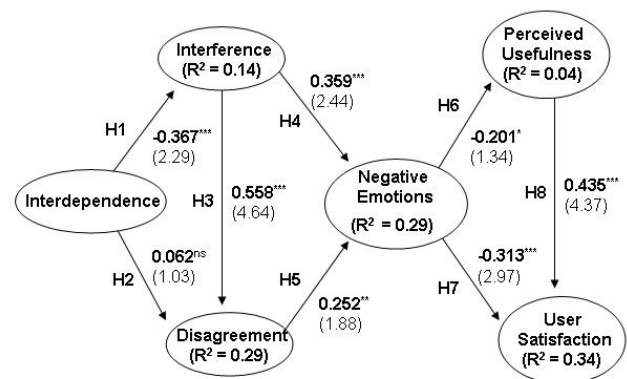 Interference
(R² = 0.14)
Perceived
Usefulness
(R² = 0.04)
H1
-0.367***
(2.29)
0.359***
(2.44)
H4
H6
-0.201*
(1.34)
Interdependence
H3
0.558***
(4.64)
Negative
Emotions
(R² = 0.29)
H8
0.435***
(4.37)
H2
0.062ns
(1.03)
H5
0.252**
(1.88)
-0.313***
(2.97)
H7
Disagreement
(R² = 0.29)
User
Satisfaction
(R² = 0.34)